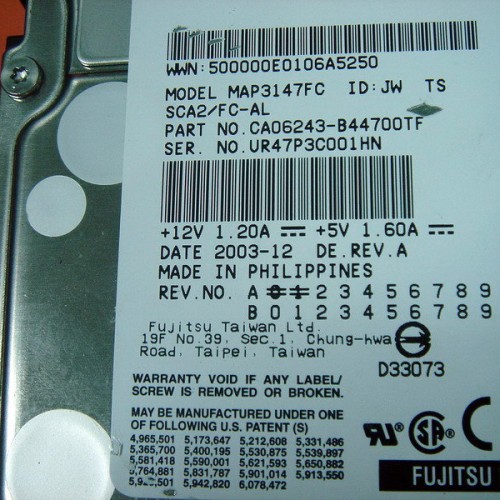 WWN:500000E0106A5250
MODEL MAP3147FC ID:JW TS
SCA2/FC-AL
PART NO.CA06243-B44700TF
SER. NO.UR47P3C001HN
+12V 1.20A +5V 1.60A
DATE 2003-12 DE.REV.A
MADE IN PHILIPPINES
REV.NO. A 0 1 2 3 4 5 6 7 8 9
B 0 1 2 3 4 5 6 7 8 9
Fujitsu Taiwan Ltd.
19F No.39, Sec.1, Chung-hwa
Road, Taipei, Taiwan
D33073
WARRANTY VOID IF ANY LABEL/
SCREW IS REMOVED OR BROKEN.
MAY BE MANUFACTURED UNDER ONE
OF FOLLOWING U.S. PATENT (S)
4,965,501 5,173,647 5,212,608 5,331,486
5,365,700 5,400,195 5,530,875 5,539,897
5,581,418 5,590,001 5,621,593 5,650,882
5,831,787 5,901,014 5,913,550
5,942,820 6,078,472
FUJITSU